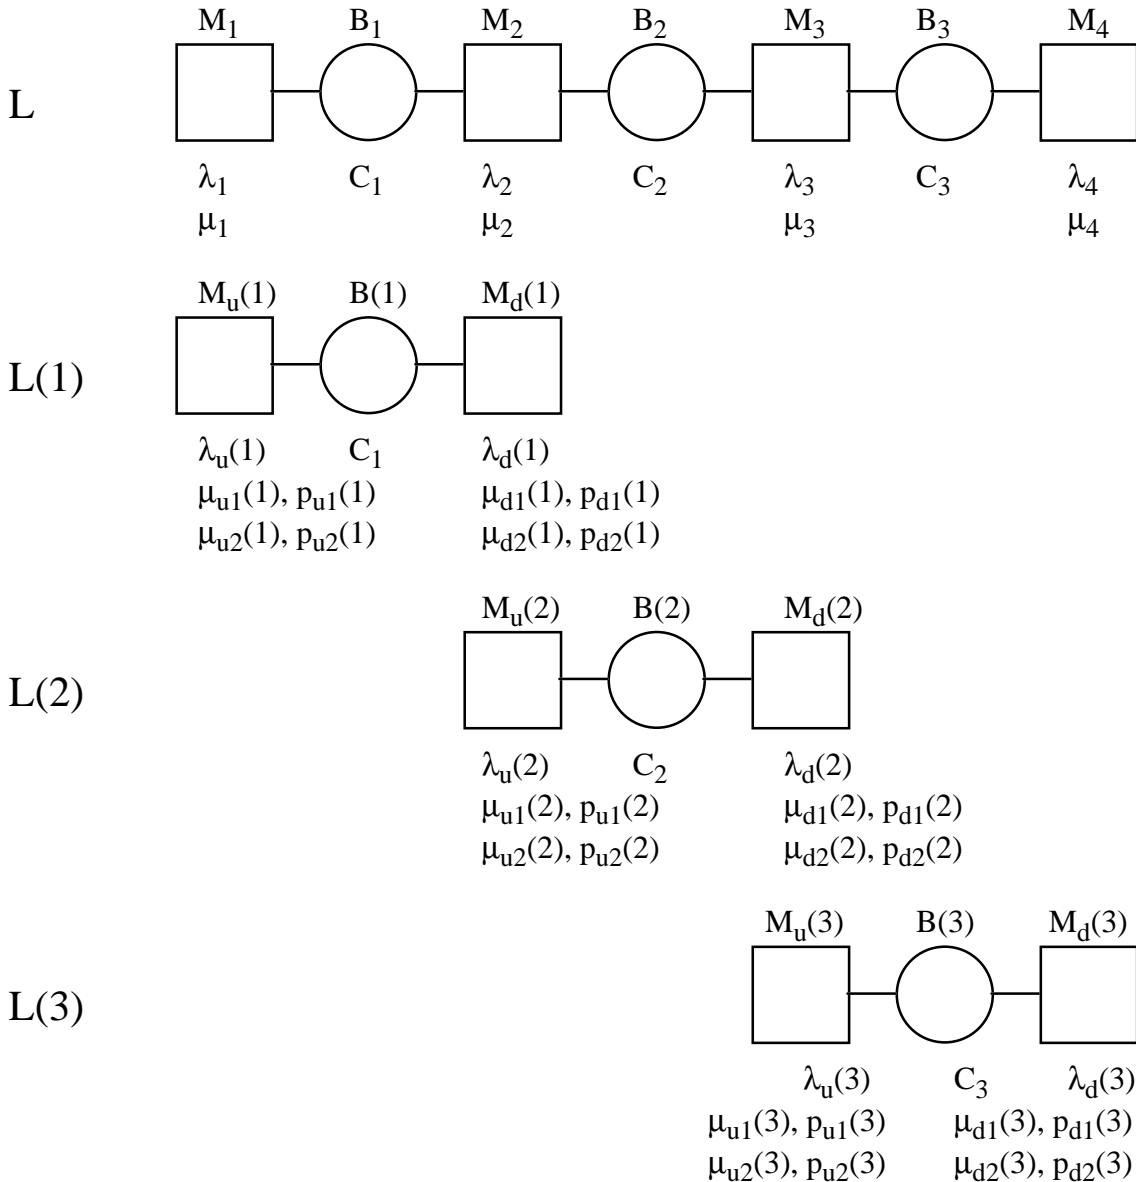 M1 B1 M2 B2 M3 B3 M4
L
λ1 C1 λ2 C2 λ3 C3 λ4
μ1 μ2 μ3 μ4
Mu(1) B(1) Md(1)
L(1)
λu(1) C1 λd(1)
μu1(1), pu1(1) μd1(1), pd1(1)
μu2(1), pu2(1) μd2(1), pd2(1)
Mu(2) B(2) Md(2)
L(2)
λu(2) C2 λd(2)
μu1(2), pu1(2) μd1(2), pd1(2)
μu2(2), pu2(2) μd2(2), pd2(2)
Mu(3) B(3) Md(3)
L(3)
λu(3) C3 λd(3)
μu1(3), pu1(3) μd1(3), pd1(3)
μu2(3), pu2(3) μd2(3), pd2(3)